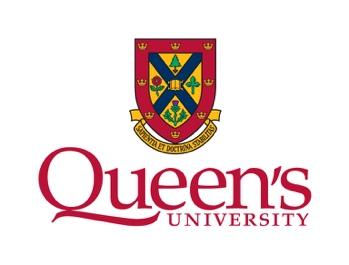 SAPIENTIA ET DOCTRINA STABILITAS
Queen's
UNIVERSITY